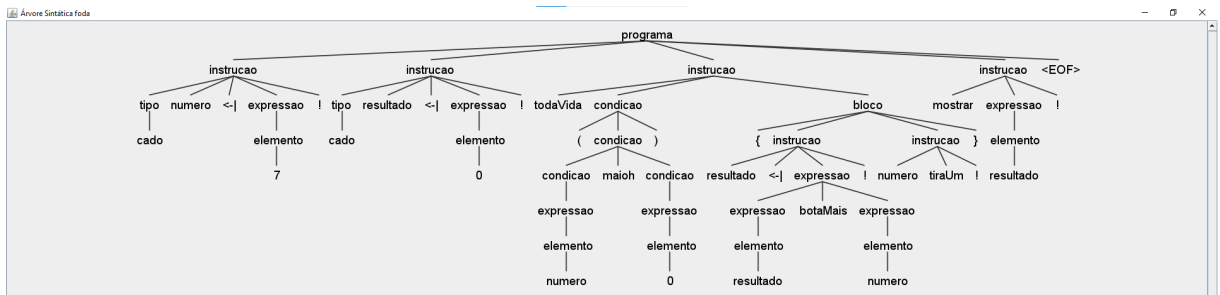 Árvore Sintática foda
programa
instrucao instrucao instrucao instrucao <EOF>
tipo numero <-| expressao ! tipo resultado <-| expressao ! todaVida condicao bloco mostrar expressao !
cado elemento cado elemento ( condicao ) { instrucao instrucao } elemento
7 0 condicao maioh condicao resultado <-| expressao ! numero tiraUm ! resultado
expressao expressao expressao botaMais expressao
elemento elemento elemento elemento
numero 0 resultado numero